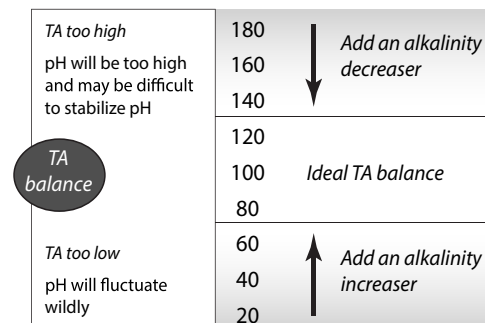 TA too high
pH will be too high
and may be difficult
to stabilize pH
TA
balance
TA too low
pH will fluctuate
wildly
180
160
140
120
100
80
60
40
20
Add an alkalinity
decreaser
Ideal TA balance
Add an alkalinity
increaser